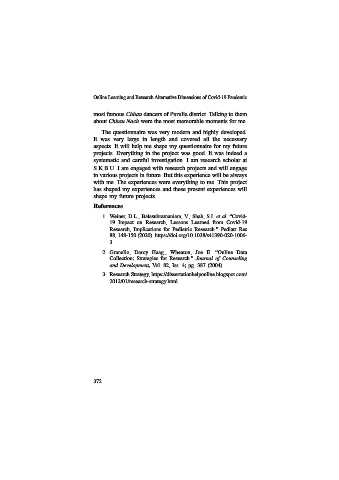 Online Learning and Research Alternative Dimensions of Covid-19 Pandemic
most famous Chhau dancers of Purulia district. Talking to them
about Chhau Nach were the most memorable moments for me.
The questionnaire was very modern and highly developed.
It was very large in length and covered all the necessary
aspects. It will help me shape my questionnaire for my future
projects. Everything in the project was good. It was indeed a
systematic and careful investigation. I am research scholar at
S.K.B.U. I am engaged with research projects and will engage
in various projects in future. But this experience will be always
with me. The experiences were everything to me. This project
has shaped my experiences and these present experiences will
shape my future projects.
References
1. Weiner, D.L., Balasubramaniam, V., Shah, S.I. et al. "Covid-
19 Impact on Research, Lessons Learned from Covid-19
Research, Implications for Pediatric Research." Pediatr Res
88, 148-150 (2020). https://doi.org/10.1038/s41390-020-1006-
3
2. Granello, Darcy Haag., Wheaton, Joe E. "Online Data
Collection: Strategies for Research." Journal of Counseling
and Development, Vol. 82, Iss. 4; pg. 387 (2004)
3. Research Strategy, https://dissertationhelponline.blogspot.com/
2012/01/research-strategy.html
372